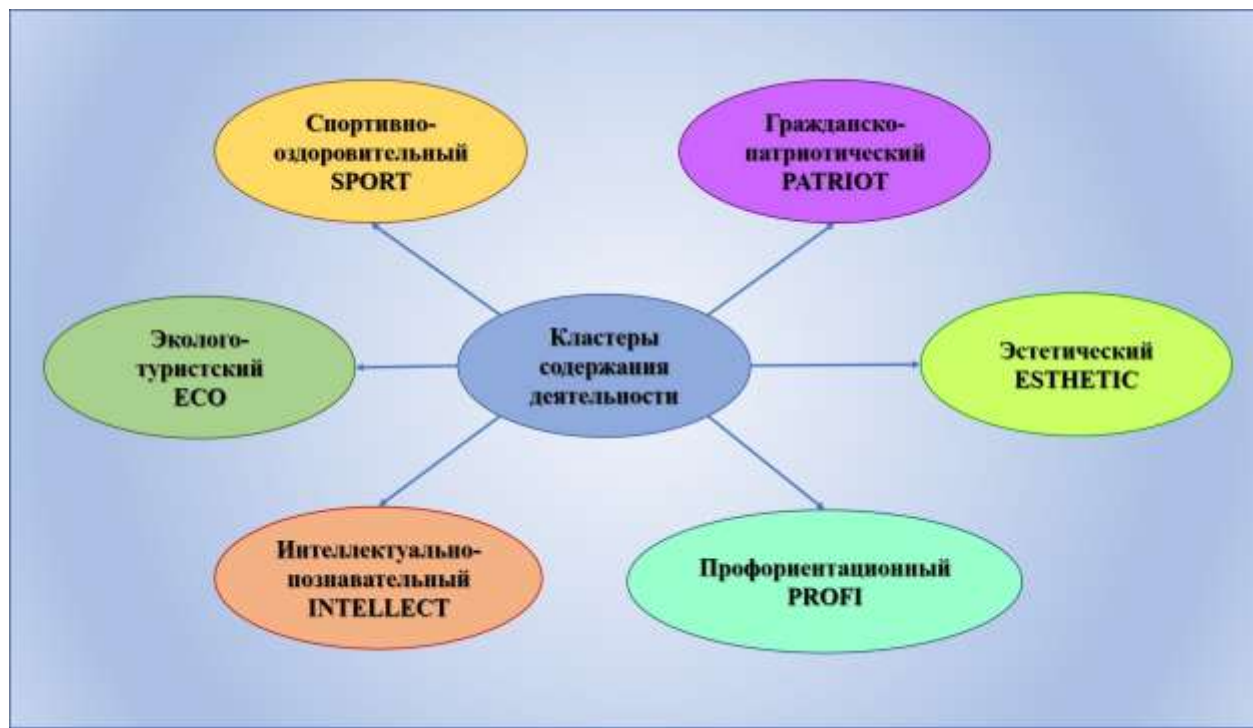 Спортивно-
оздоровительный
SPORT
Гражданско-
патриотический
PATRIOT
Эколого-
туристский
ECO
Кластеры
содержания
деятельности
Эстетический
ESTHETIC
Интеллектуально-
познавательный
INTELLECT
Профориентационный
PROFI